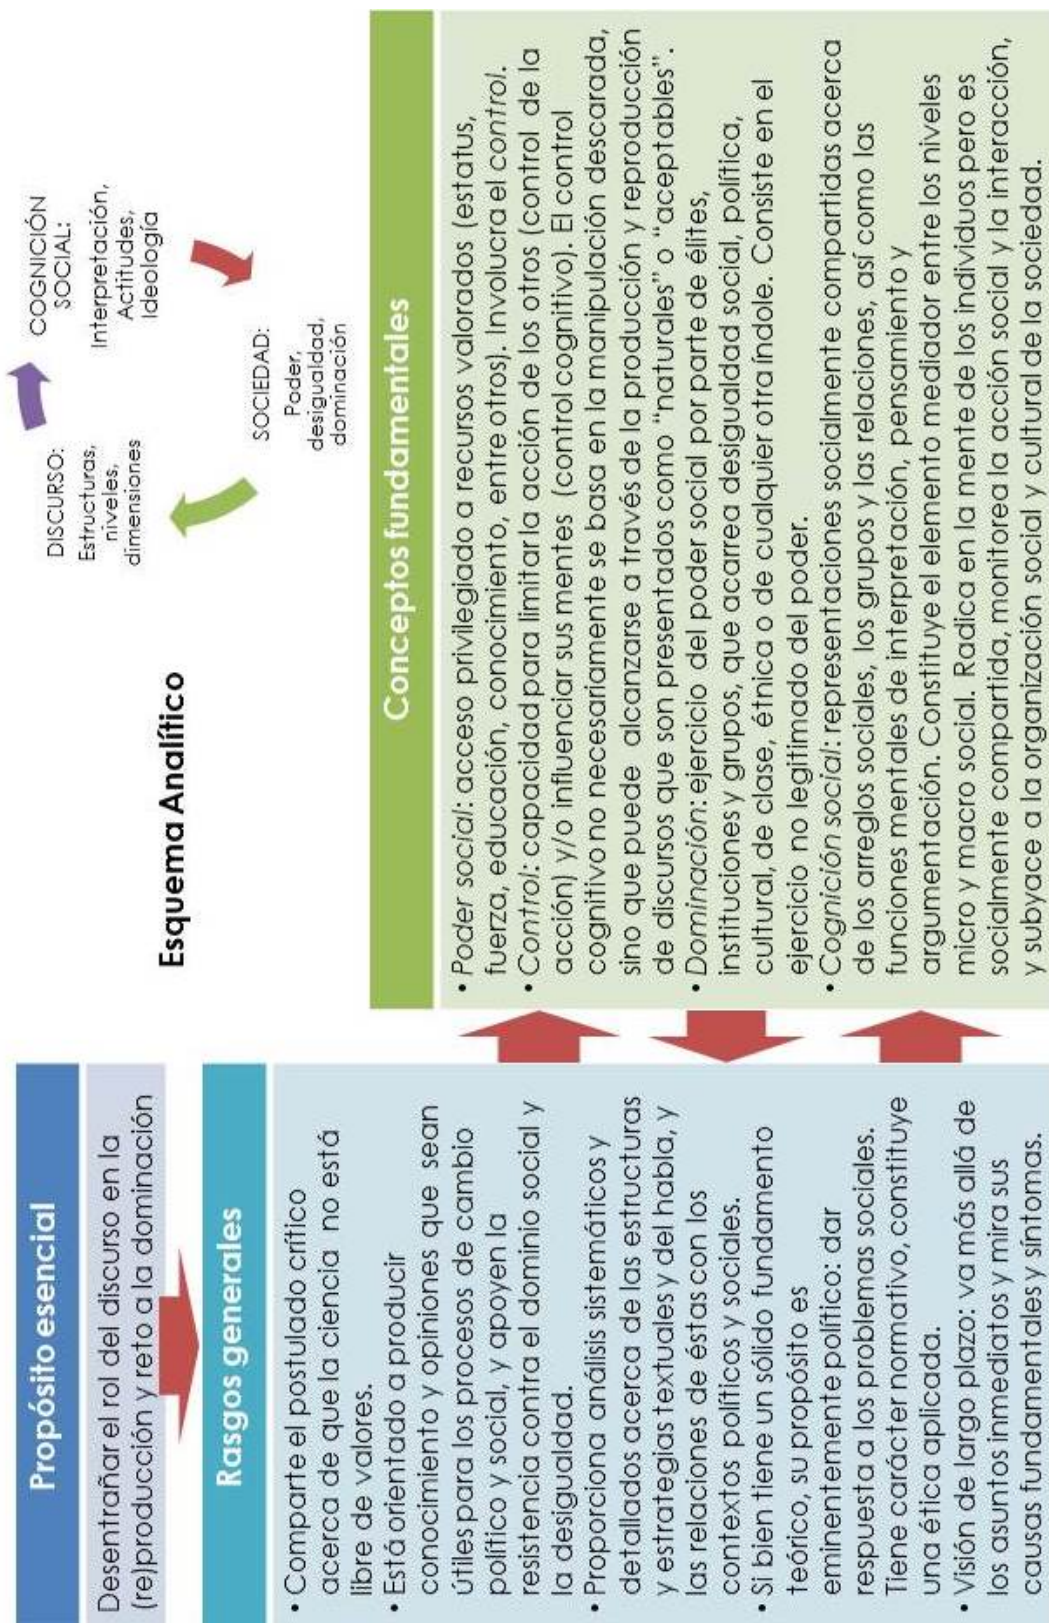 Propósito esencial
Desentrañar el rol del discurso en la
(re)producción y reto a la dominación
Rasgos generales
• Comparte el postulado crítico
acerca de que la ciencia no está
libre de valores.
• Está orientado a producir
conocimiento y opiniones que sean
útiles para los procesos de cambio
político y social, y apoyen la
resistencia contra el dominio social y
la desigualdad.
• Proporciona análisis sistemáticos y
detallados acerca de las estructuras
y estrategias textuales y del habla, y
las relaciones de éstas con los
contextos políticos y sociales.
• Si bien tiene un sólido fundamento
teórico, su propósito es
eminentemente político: dar
respuesta a los problemas sociales.
Tiene carácter normativo, constituye
una ética aplicada.
• Visión de largo plazo: va más allá de
los asuntos inmediatos y mira sus
causas fundamentales y síntomas.
Esquema Analítico
DISCURSO:
Estructuras,
niveles,
dimensiones
COGNICIÓN
SOCIAL:
Interpretación,
Actitudes,
Ideología
SOCIEDAD:
Poder,
desigualdad,
dominación
Conceptos fundamentales
• Poder social: acceso privilegiado a recursos valorados (estatus,
fuerza, educación, conocimiento, entre otros). Involucra el control.
• Control: capacidad para limitar la acción de los otros (control de la
acción) y/o influenciar sus mentes (control cognitivo). El control
cognitivo no necesariamente se basa en la manipulación descarada,
sino que puede alcanzarse a través de la producción y reproducción
de discursos que son presentados como "naturales" o "aceptables".
• Dominación: ejercicio del poder social por parte de élites,
instituciones y grupos, que acarrea desigualdad social, política,
cultural, de clase, étnica o de cualquier otra índole. Consiste en el
ejercicio no legitimado del poder.
• Cognición social: representaciones socialmente compartidas acerca
de los arreglos sociales, los grupos y las relaciones, así como las
funciones mentales de interpretación, pensamiento y
argumentación. Constituye el elemento mediador entre los niveles
micro y macro social. Radica en la mente de los individuos pero es
socialmente compartida, monitorea la acción social y la interacción,
y subyace a la organización social y cultural de la sociedad.